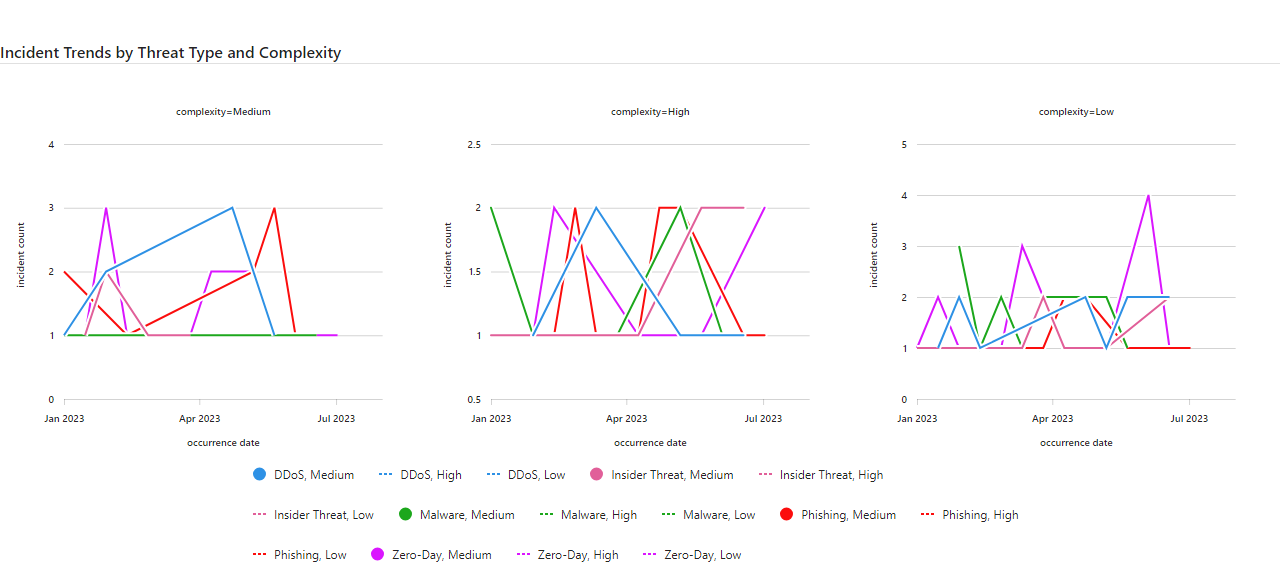 Incident Trends by Threat Type and Complexity
complexity=Medium
4
3
2
1
0
incident count
Jan 2023 Apr 2023 Jul 2023
occurrence date
complexity=High
2.5
2
1.5
1
0.5
incident count
Jan 2023 Apr 2023 Jul 2023
occurrence date
complexity=Low
5
4
3
2
1
0
incident count
Jan 2023 Apr 2023 Jul 2023
occurrence date
DDoS, Medium DDoS, High DDoS, Low Insider Threat, Medium Insider Threat, High
Insider Threat, Low Malware, Medium Malware, High Malware, Low Phishing, Medium Phishing, High
Phishing, Low Zero-Day, Medium Zero-Day, High Zero-Day, Low